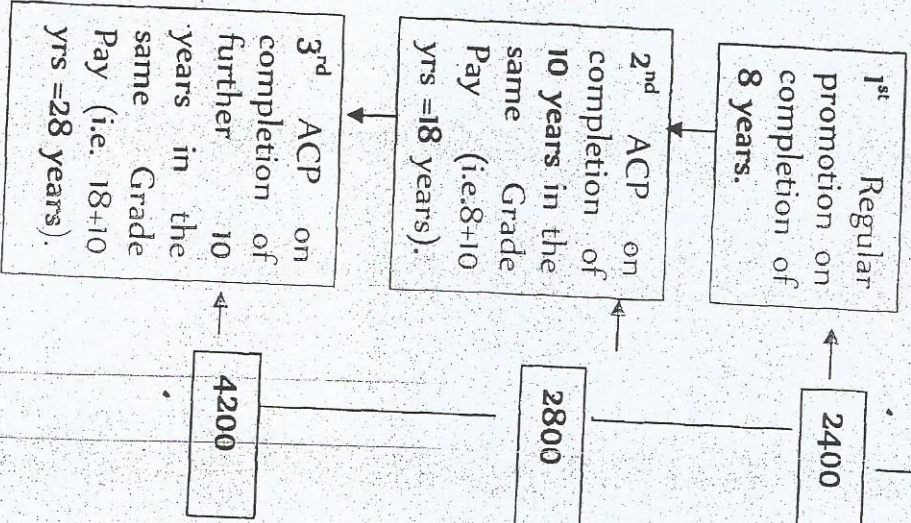 1st Regular
promotion on
completion of
8 years.
2400
2nd ACP on
completion of
10 years in the
same Grade
Pay (i.e.8+10
yrs =18 years).
2800
3rd ACP on
completion of
further 10
years in the
same Grade
Pay (i.e. 18+10
yrs =28 years).
4200